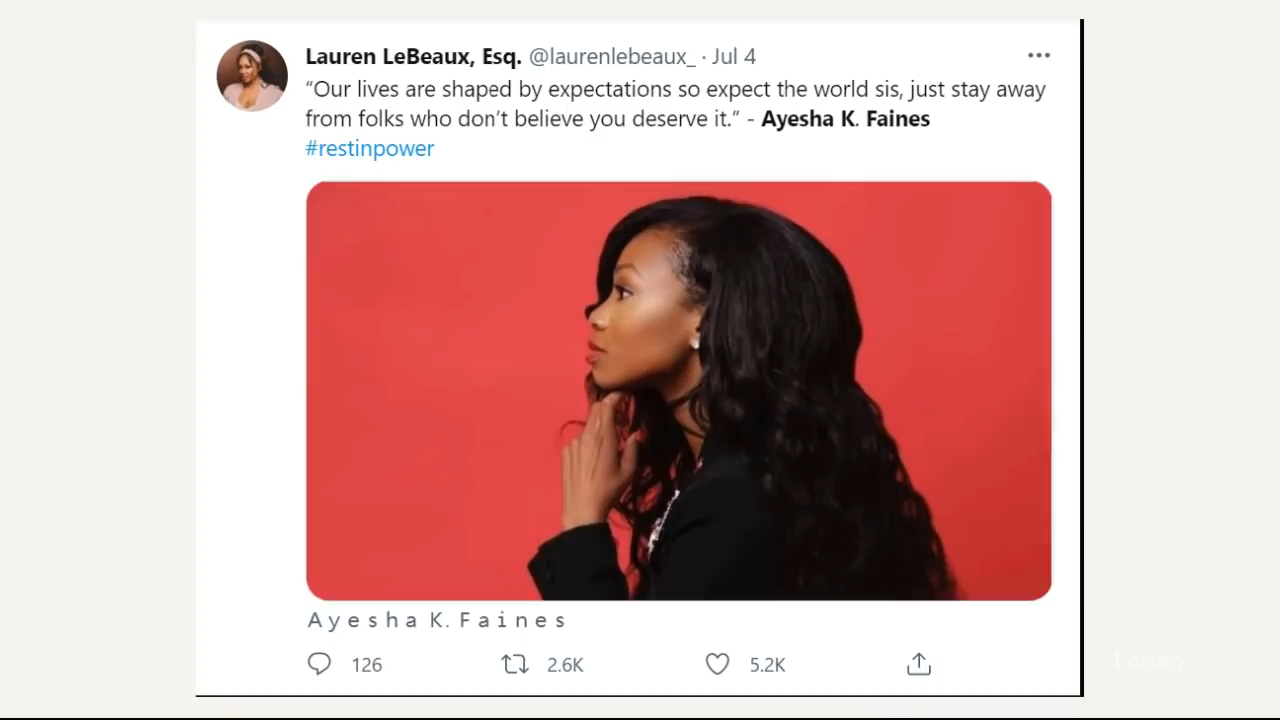 Lauren LeBeaux, Esq. @laurenlebeaux_ · Jul 4
“Our lives are shaped by expectations so expect the world sis, just stay away
from folks who don’t believe you deserve it.” - Ayesha K. Faines
#restinpower
Ayesha K. Faines
126 2.6K 5.2K